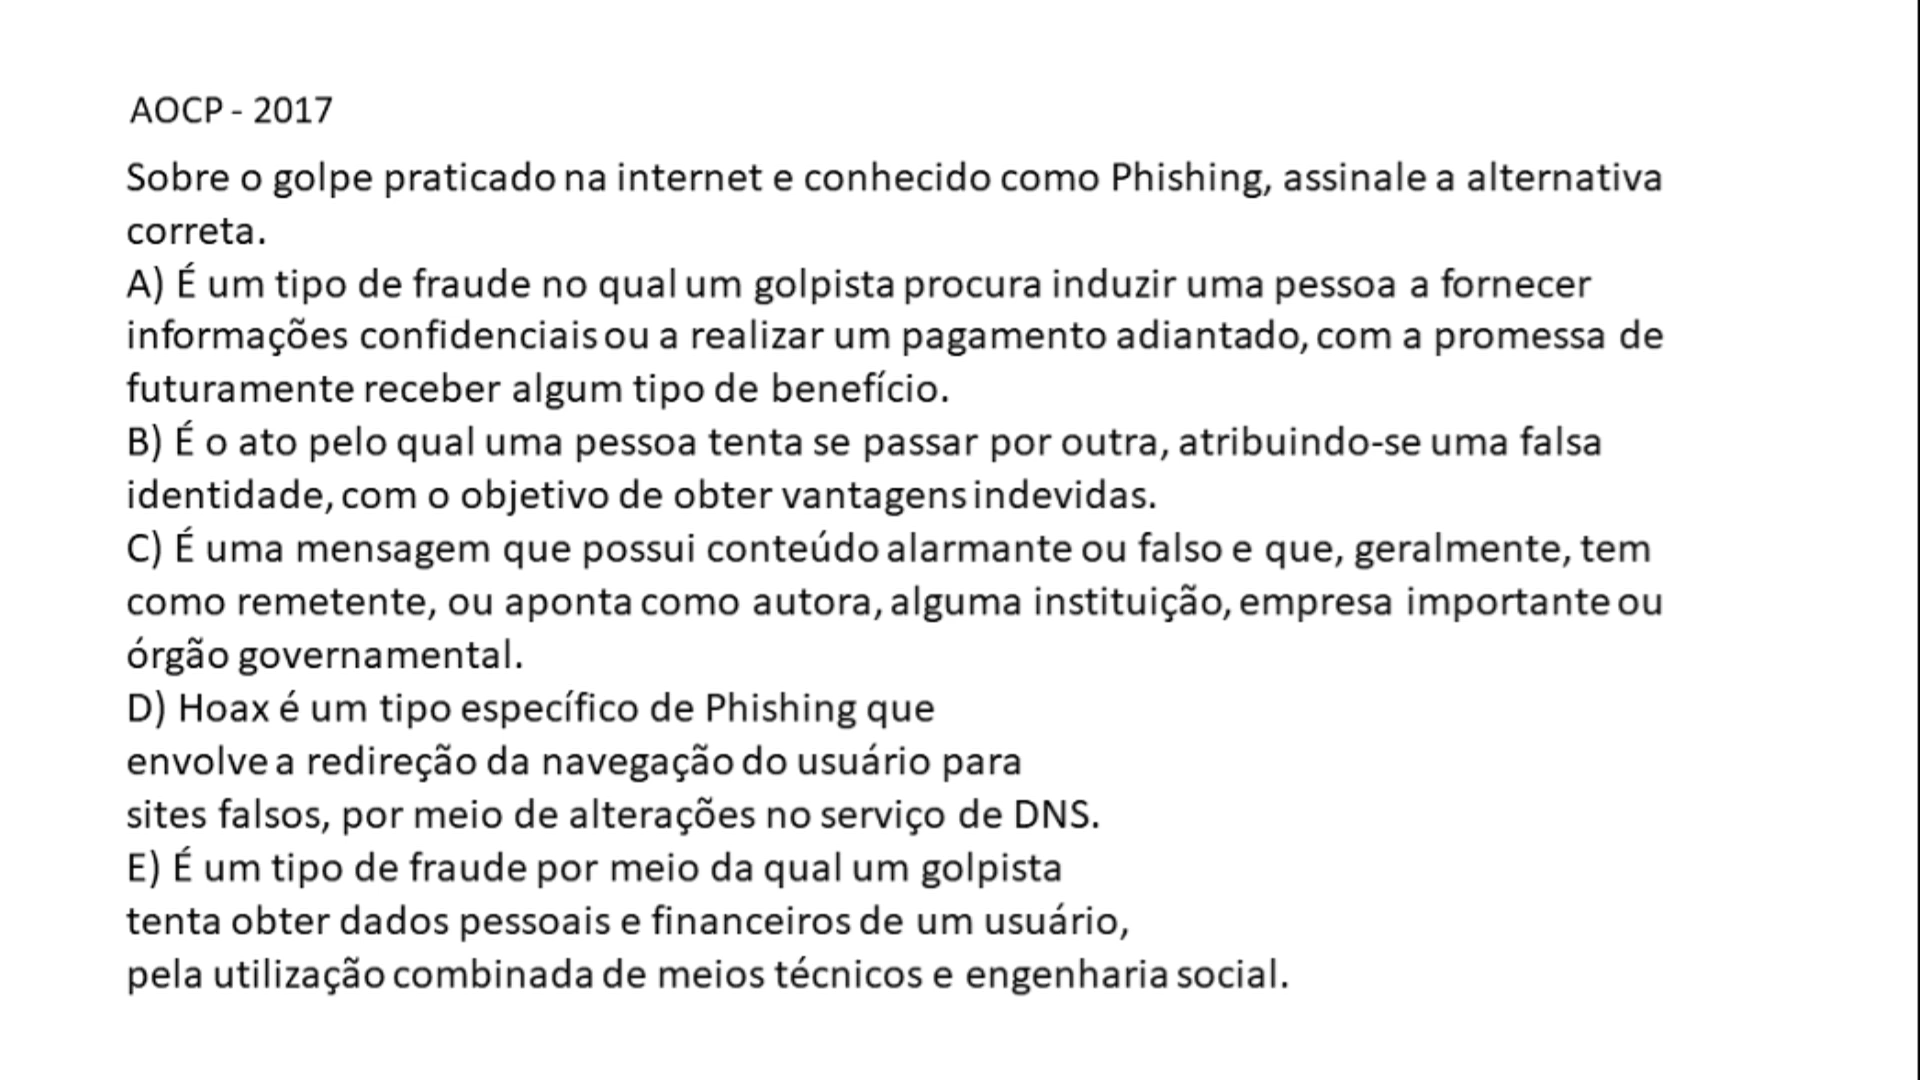 AOCP - 2017
Sobre o golpe praticado na internet e conhecido como Phishing, assinale a alternativa
correta.
A) É um tipo de fraude no qual um golpista procura induzir uma pessoa a fornecer
informações confidenciais ou a realizar um pagamento adiantado, com a promessa de
futuramente receber algum tipo de benefício.
B) É o ato pelo qual uma pessoa tenta se passar por outra, atribuindo-se uma falsa
identidade, com o objetivo de obter vantagens indevidas.
C) É uma mensagem que possui conteúdo alarmante ou falso e que, geralmente, tem
como remetente, ou aponta como autora, alguma instituição, empresa importante ou
órgão governamental.
D) Hoax é um tipo específico de Phishing que
envolve a redireção da navegação do usuário para
sites falsos, por meio de alterações no serviço de DNS.
E) É um tipo de fraude por meio da qual um golpista
tenta obter dados pessoais e financeiros de um usuário,
pela utilização combinada de meios técnicos e engenharia social.